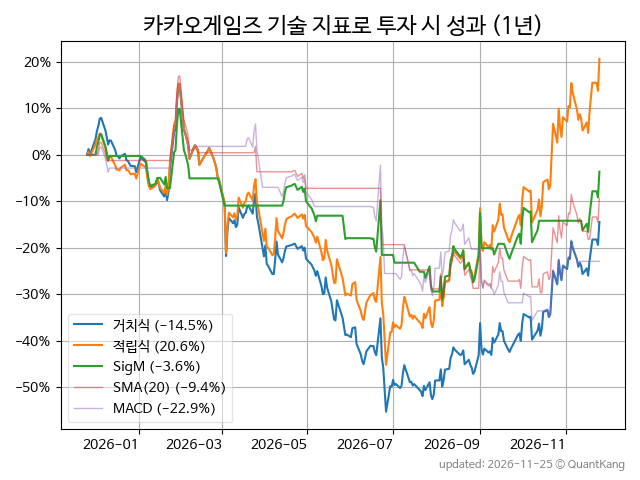 카카오게임즈 기술 지표로 투자 시 성과 (1년)
20%
10%
0%
−10%
−20%
−30%
−40%
−50%
거치식 (−14.5%)
적립식 (20.6%)
SigM (−3.6%)
SMA(20) (−9.4%)
MACD (−22.9%)
2026-01 2026-03 2026-05 2026-07 2026-09 2026-11
updated: 2026-11-25 ⓒ QuantKang